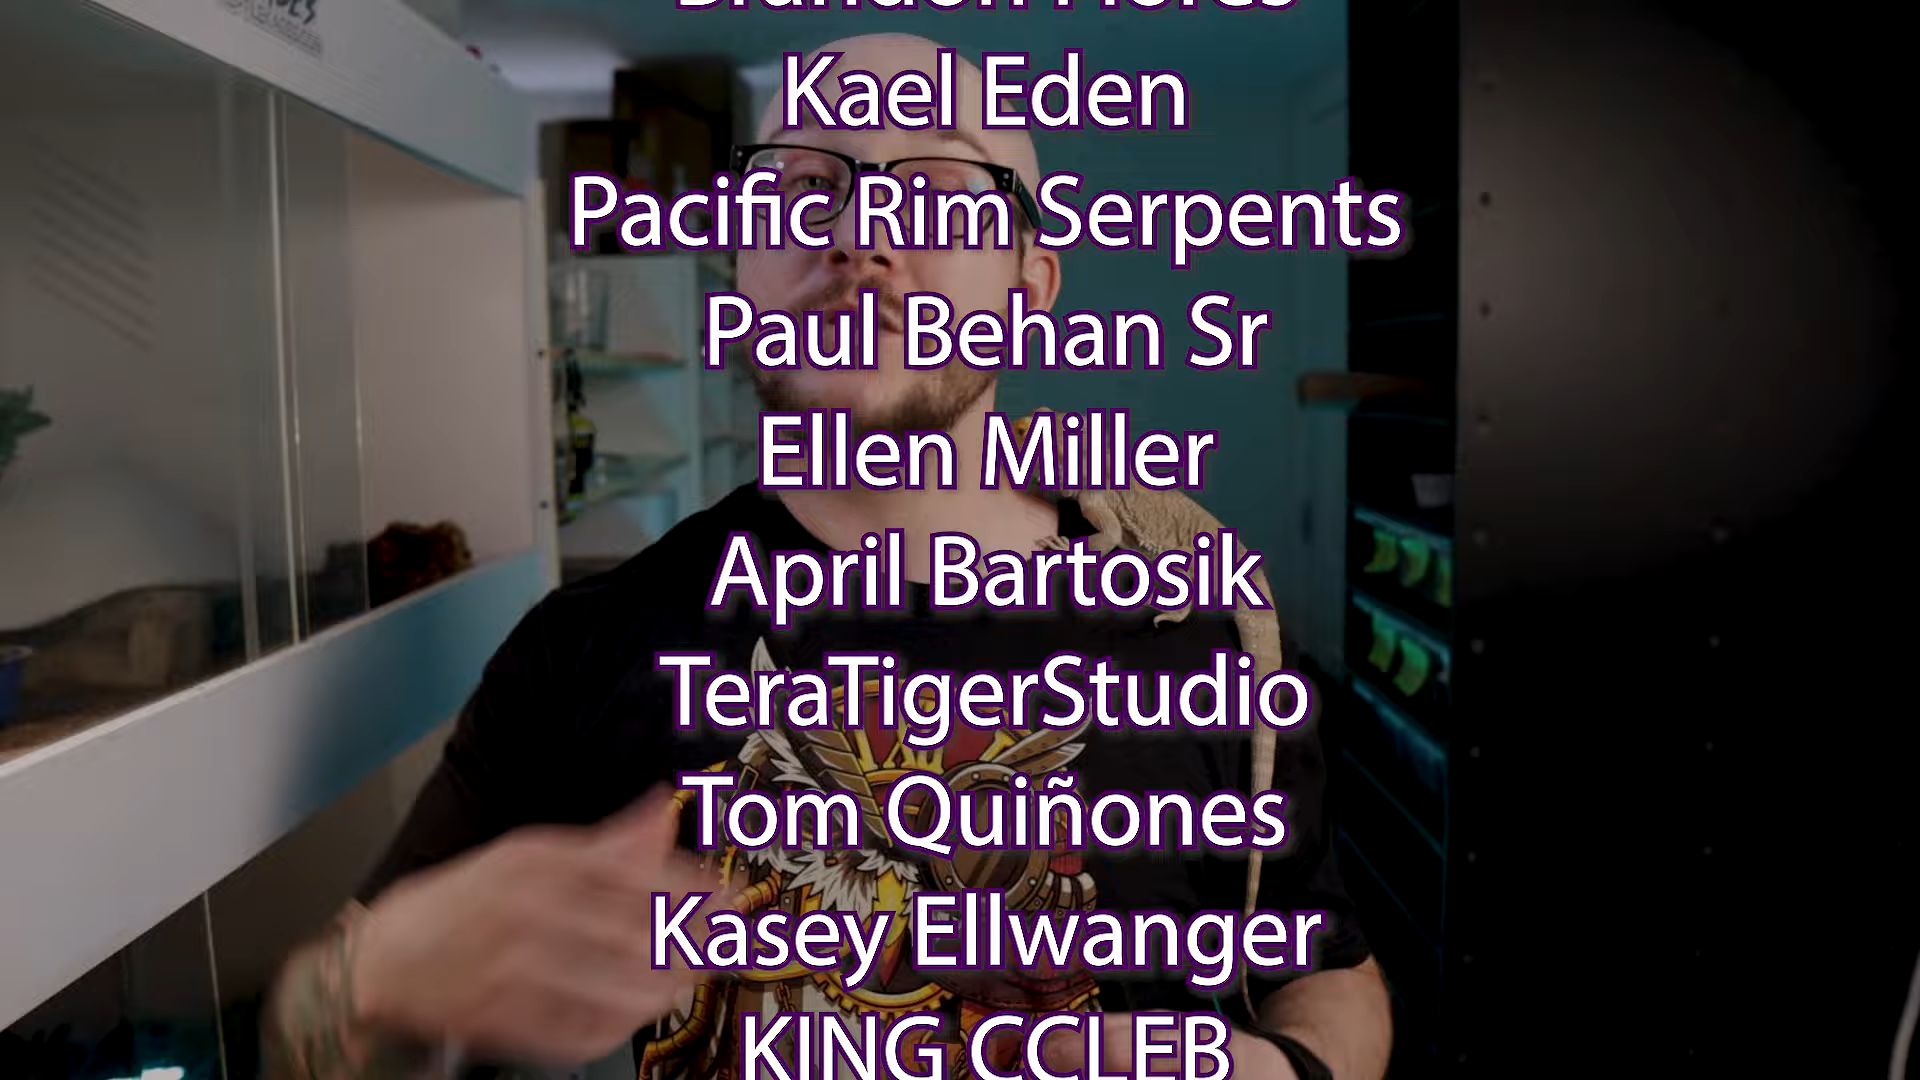 Kael Eden
Pacific Rim Serpents
Paul Behan Sr
Ellen Miller
April Bartosik
TeraTigerStudio
Tom Quiñones
Kasey Ellwanger
KING CCLEB